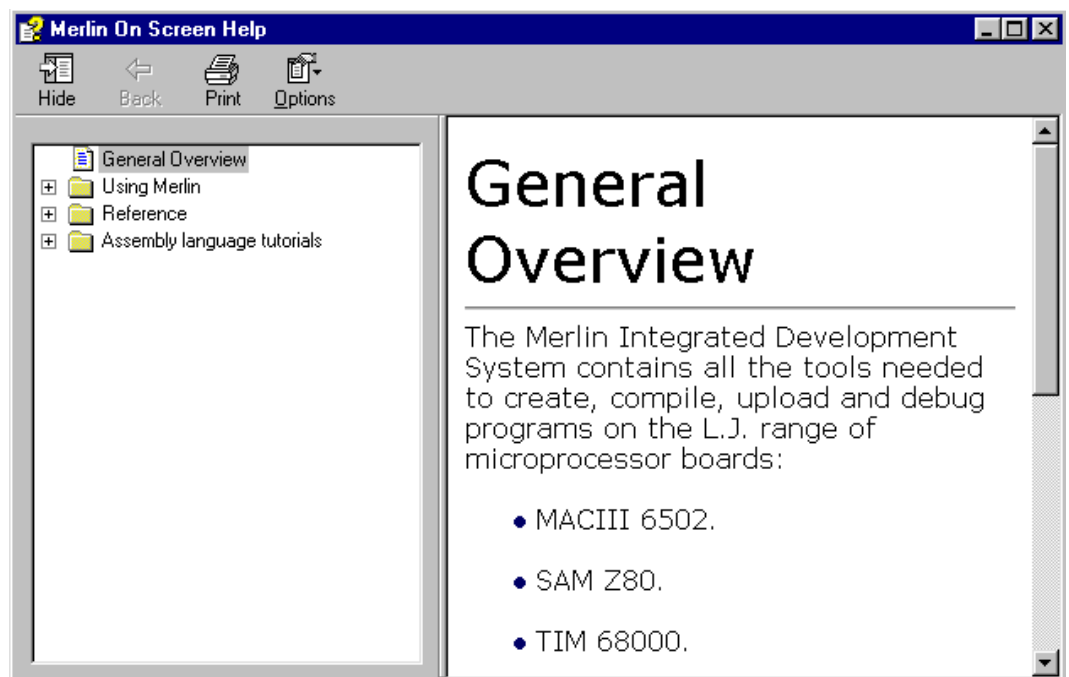 Merlin On Screen Help
Hide Back Print Options
General Overview
Using Merlin
Reference
Assembly language tutorials
General
Overview
The Merlin Integrated Development
System contains all the tools needed
to create, compile, upload and debug
programs on the L.J. range of
microprocessor boards:
• MACIII 6502.
• SAM Z80.
• TIM 68000.